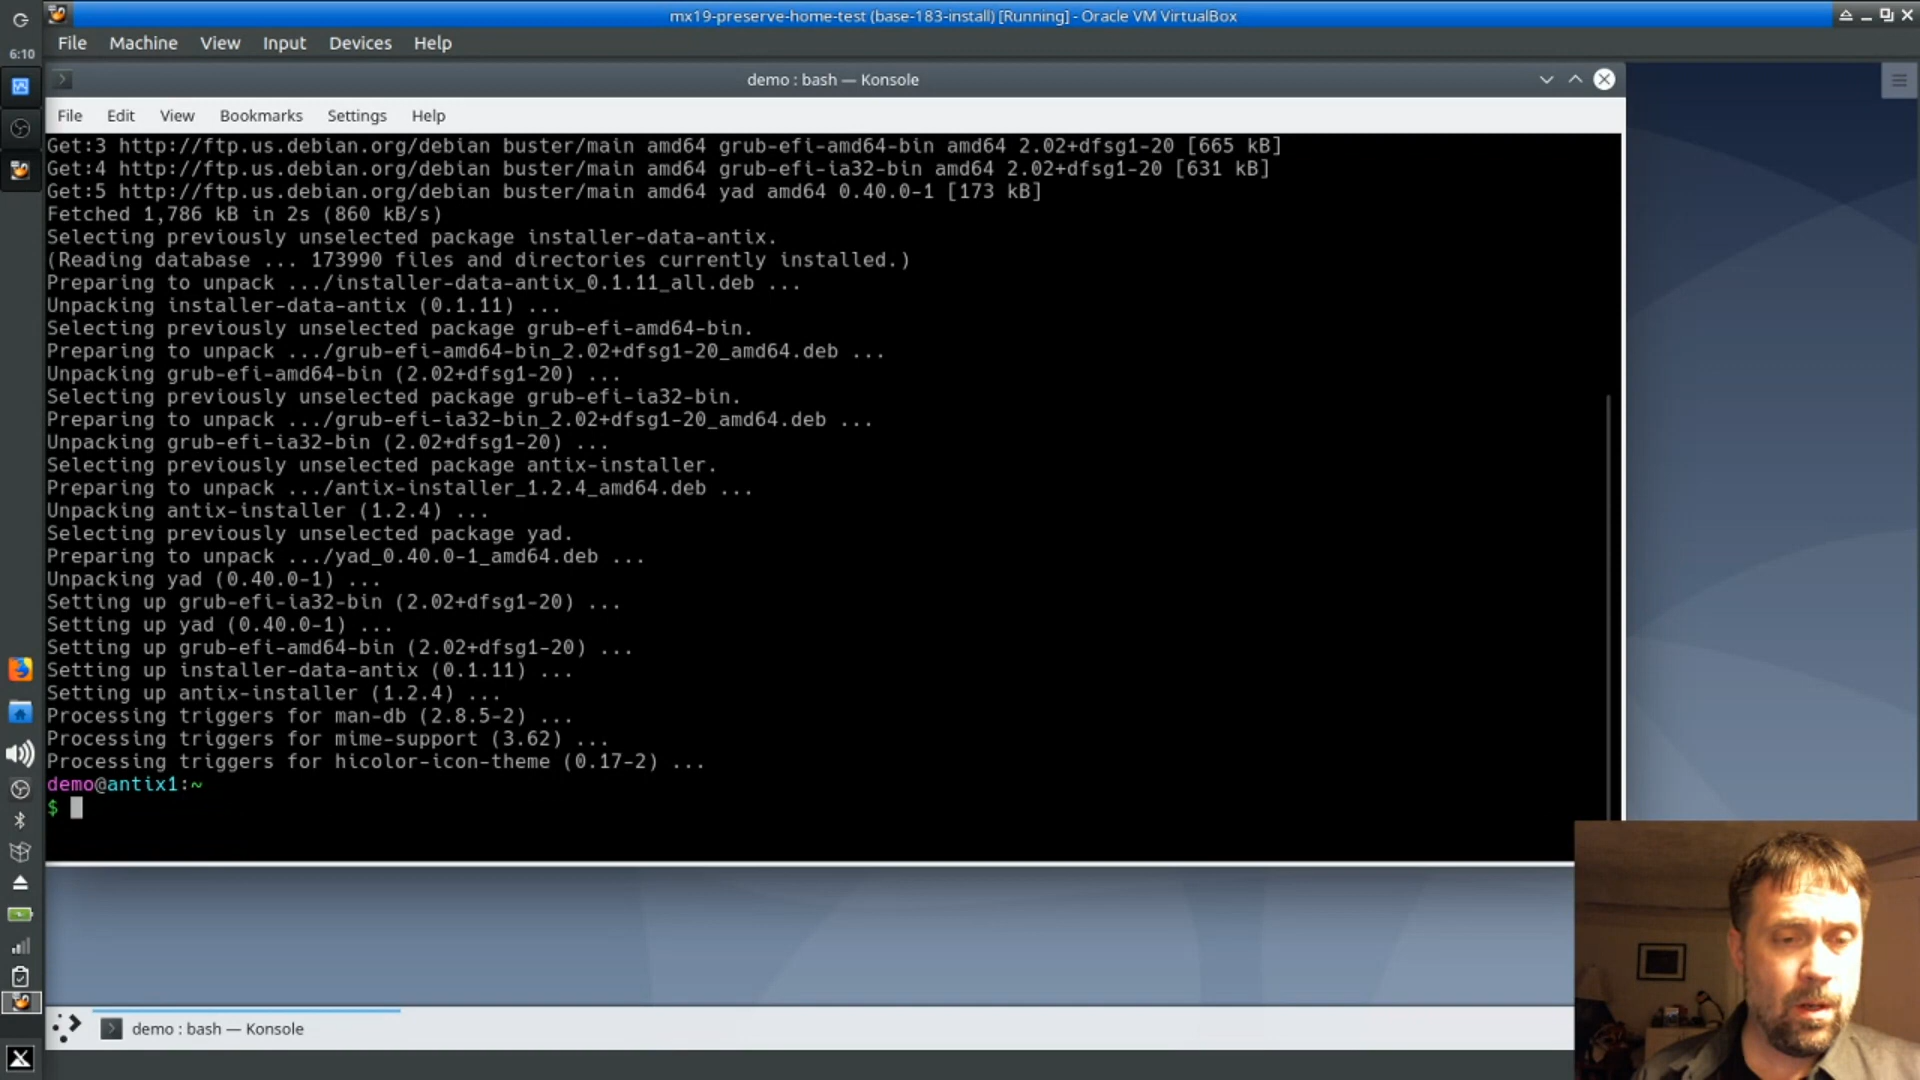 mx19-preserve-home-test (base-183-install) [Running] - Oracle VM VirtualBox
6:10
File Machine View Input Devices Help
demo : bash — Konsole
File Edit View Bookmarks Settings Help
Get:3 http://ftp.us.debian.org/debian buster/main amd64 grub-efi-amd64-bin amd64 2.02+dfsg1-20 [665 kB]
Get:4 http://ftp.us.debian.org/debian buster/main amd64 grub-efi-ia32-bin amd64 2.02+dfsg1-20 [631 kB]
Get:5 http://ftp.us.debian.org/debian buster/main amd64 yad amd64 0.40.0-1 [173 kB]
Fetched 1,786 kB in 2s (860 kB/s)
Selecting previously unselected package installer-data-antix.
(Reading database ... 173990 files and directories currently installed.)
Preparing to unpack .../installer-data-antix_0.1.11_all.deb ...
Unpacking installer-data-antix (0.1.11) ...
Selecting previously unselected package grub-efi-amd64-bin.
Preparing to unpack .../grub-efi-amd64-bin_2.02+dfsg1-20_amd64.deb ...
Unpacking grub-efi-amd64-bin (2.02+dfsg1-20) ...
Selecting previously unselected package grub-efi-ia32-bin.
Preparing to unpack .../grub-efi-ia32-bin_2.02+dfsg1-20_amd64.deb ...
Unpacking grub-efi-ia32-bin (2.02+dfsg1-20) ...
Selecting previously unselected package antix-installer.
Preparing to unpack .../antix-installer_1.2.4_amd64.deb ...
Unpacking antix-installer (1.2.4) ...
Selecting previously unselected package yad.
Preparing to unpack .../yad_0.40.0-1_amd64.deb ...
Unpacking yad (0.40.0-1) ...
Setting up grub-efi-ia32-bin (2.02+dfsg1-20) ...
Setting up yad (0.40.0-1) ...
Setting up grub-efi-amd64-bin (2.02+dfsg1-20) ...
Setting up installer-data-antix (0.1.11) ...
Setting up antix-installer (1.2.4) ...
Processing triggers for man-db (2.8.5-2) ...
Processing triggers for mime-support (3.62) ...
Processing triggers for hicolor-icon-theme (0.17-2) ...
demo@antix1:~
$
demo : bash — Konsole